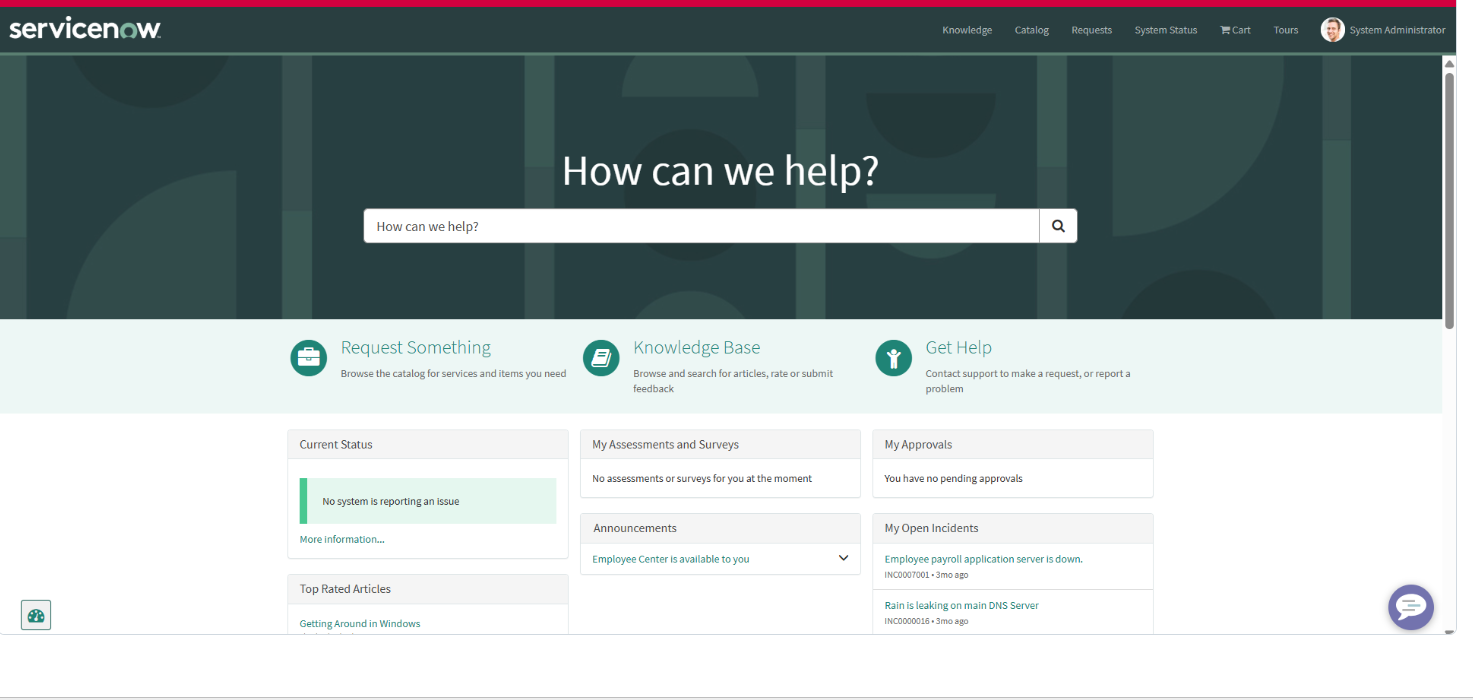 servicenow
Knowledge
Catalog
Requests
System Status
Cart
Tours
System Administrator
How can we help?
How can we help?
Request Something
Browse the catalog for services and items you need
Knowledge Base
Browse and search for articles, rate or submit
feedback
Get Help
Contact support to make a request, or report a
problem
Current Status
No system is reporting an issue
More information...
Top Rated Articles
Getting Around in Windows
My Assessments and Surveys
No assessments or surveys for you at the moment
Announcements
Employee Center is available to you
My Approvals
You have no pending approvals
My Open Incidents
Employee payroll application server is down.
INC0007001 • 3mo ago
Rain is leaking on main DNS Server
INC0000016 • 3mo ago